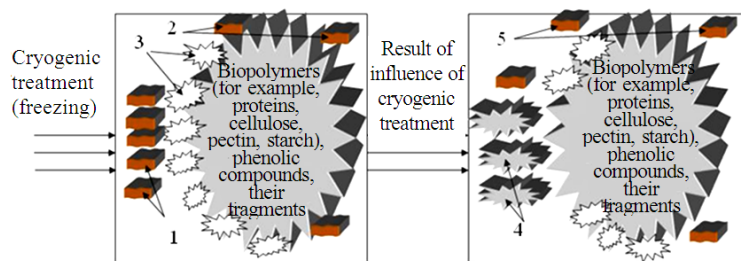 Cryogenic
treatment
(freezing)
2
3
1
Biopolymers
(for example,
proteins,
cellulose,
pectin, starch),
phenolic
compounds,
their
fragments
Result of
influence of
cryogenic
treatment
5
4
Biopolymers
(for example,
proteins,
cellulose,
pectin, starch),
phenolic
compounds,
their
fragments